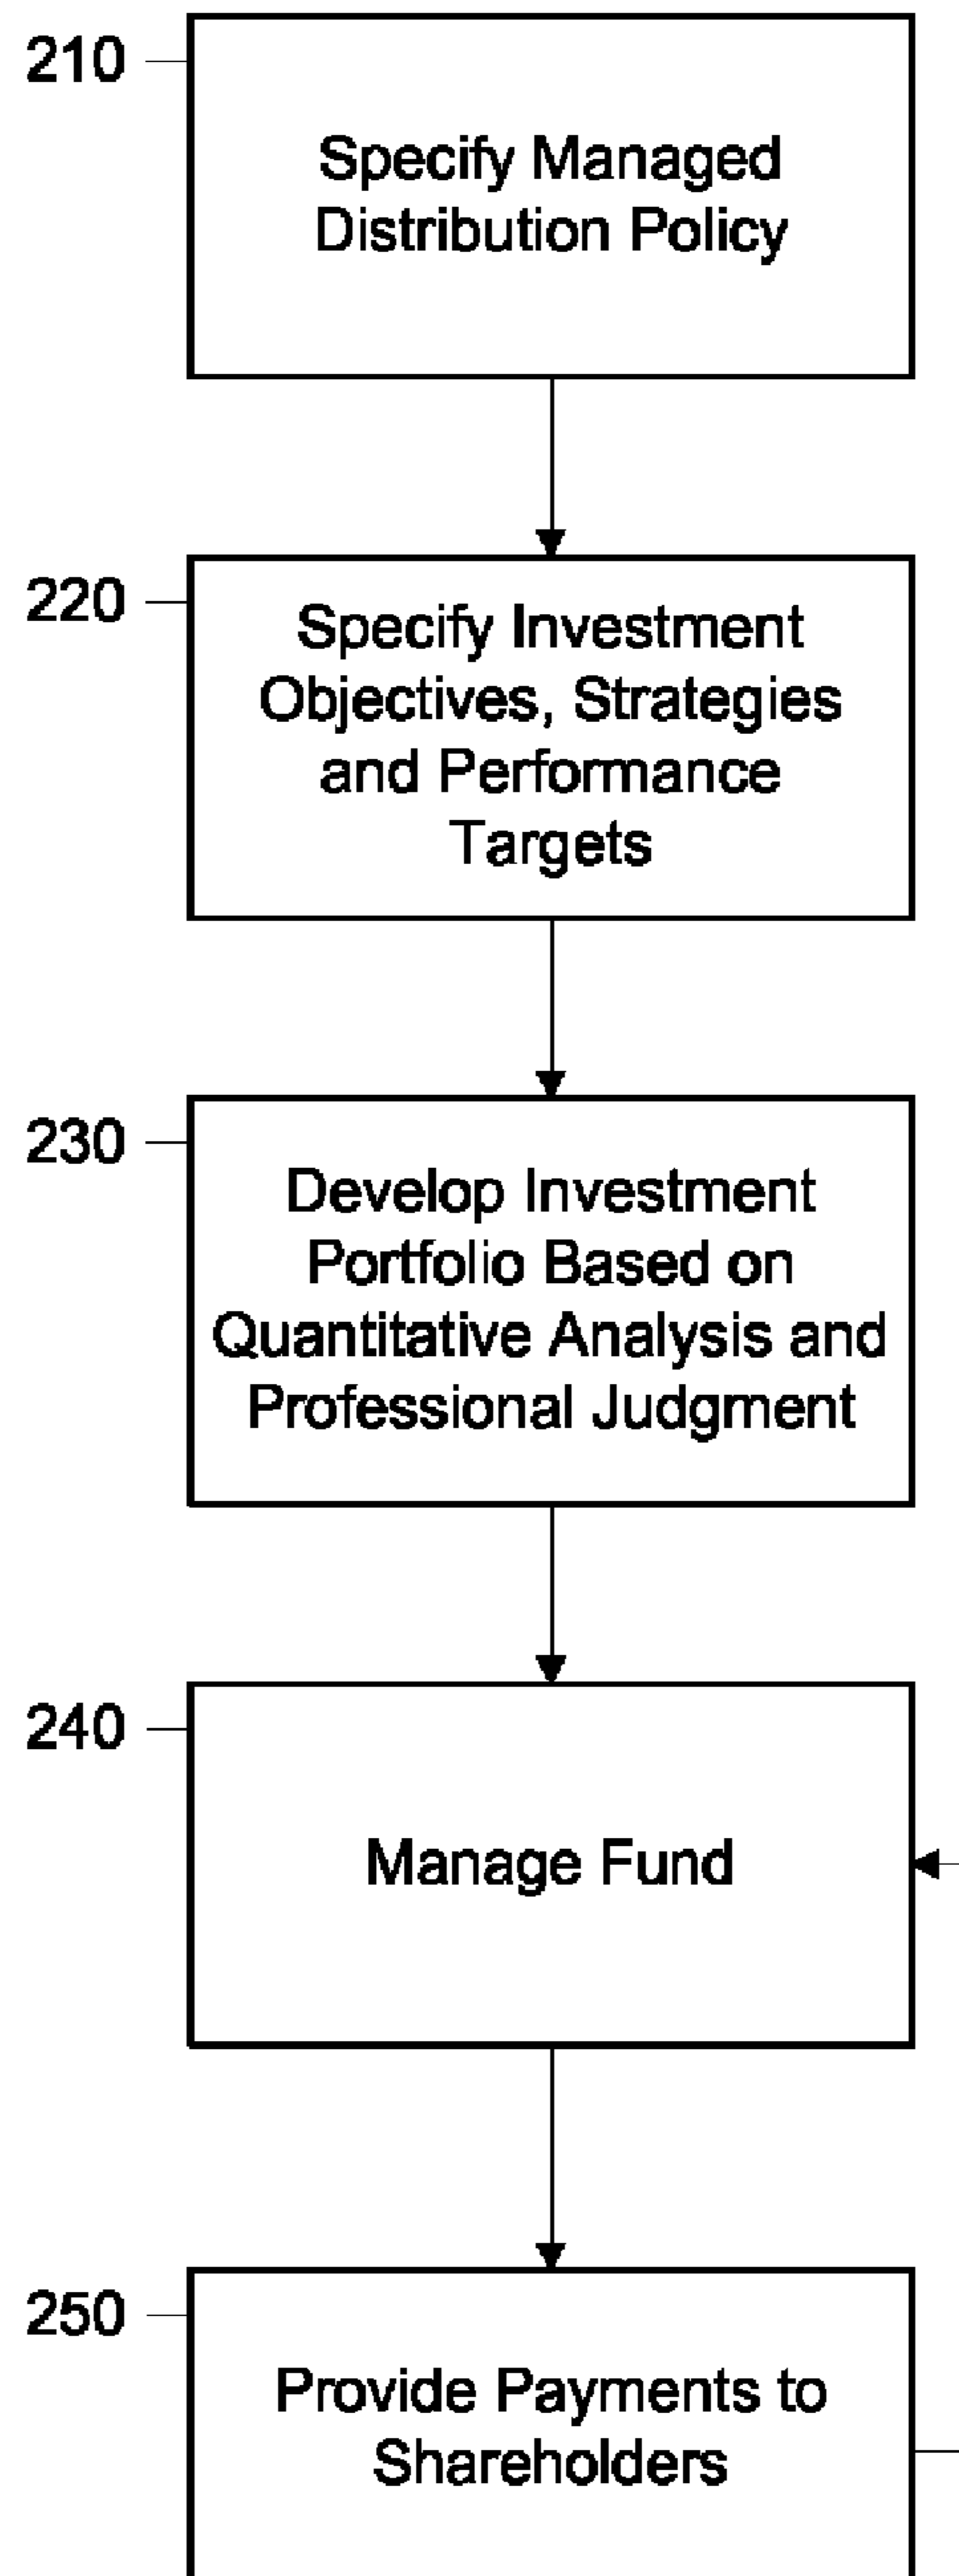 210
Specify Managed
Distribution Policy
220
Specify Investment
Objectives, Strategies
and Performance
Targets
230
Develop Investment
Portfolio Based on
Quantitative Analysis and
Professional Judgment
240
Manage Fund
250
Provide Payments to
Shareholders